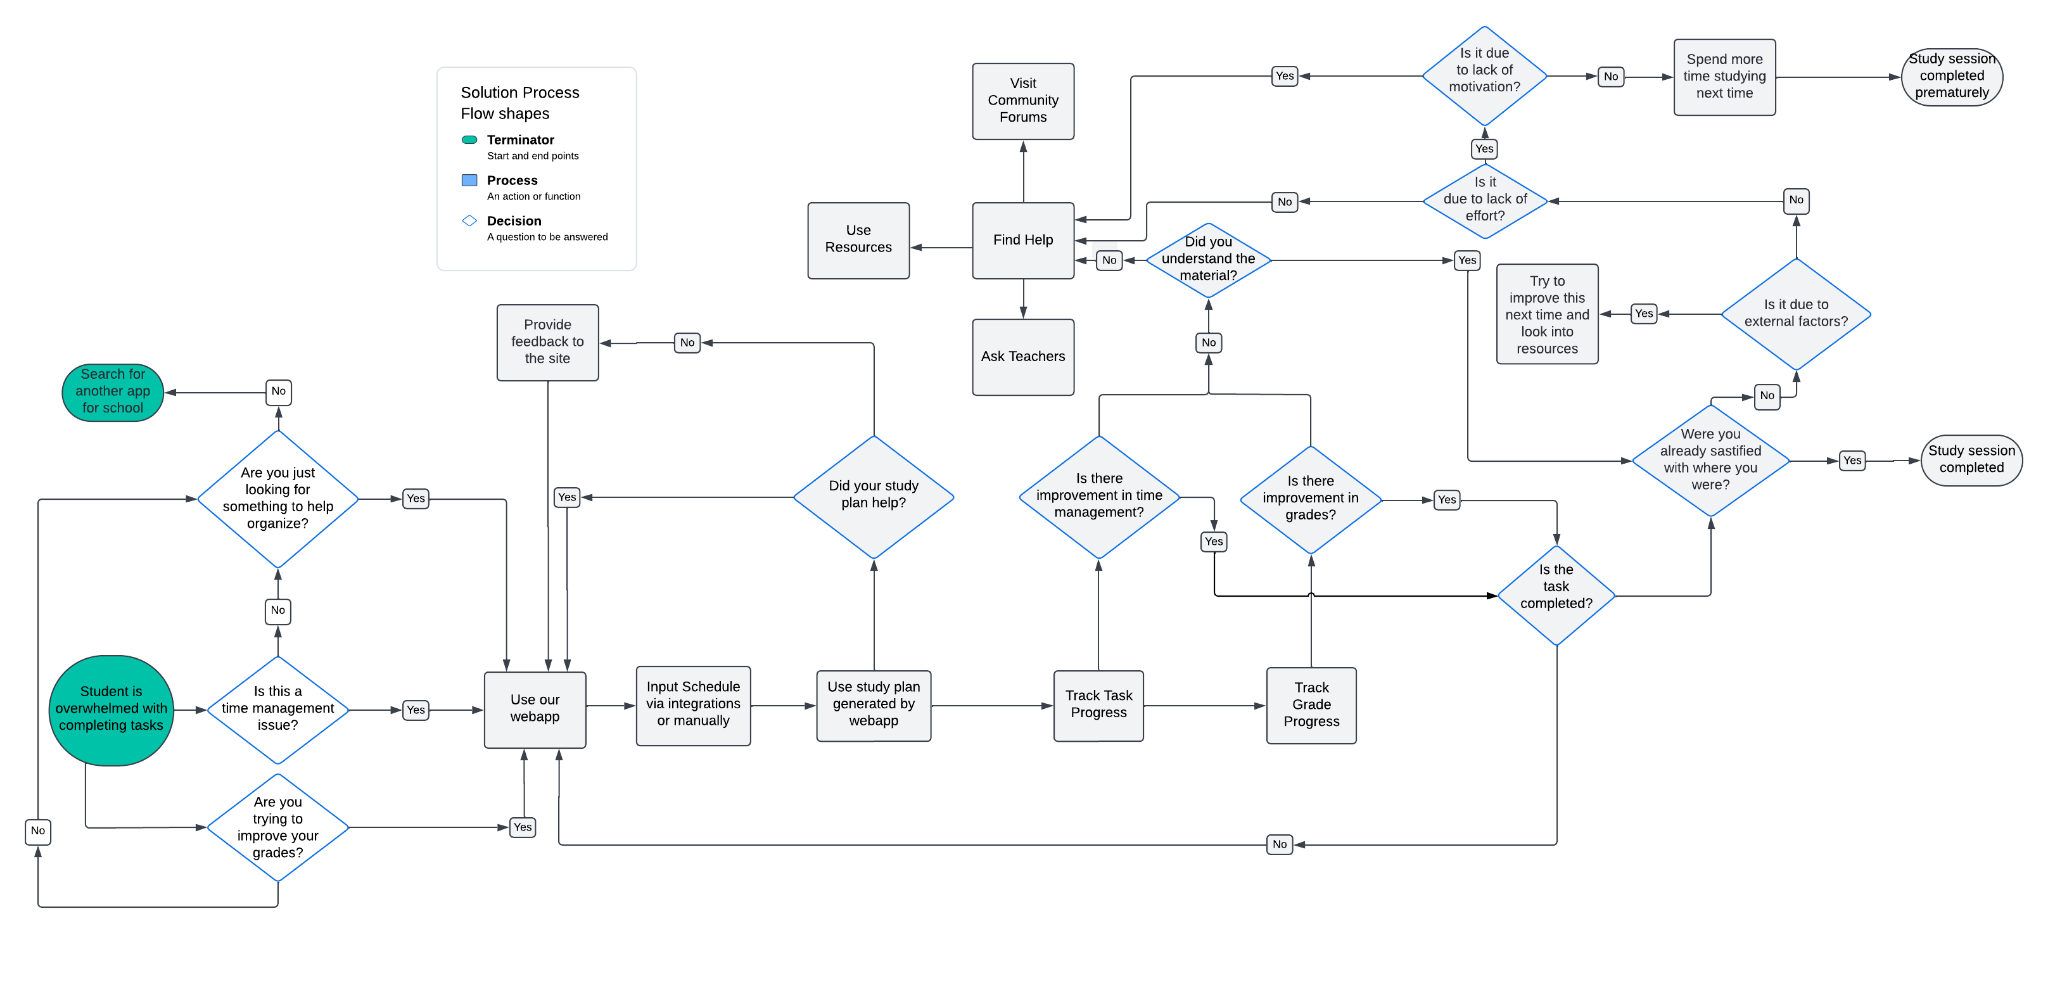 Solution Process
Flow shapes
Terminator
Start and end points
Process
An action or function
Decision
A question to be answered
Visit
Community
Forums
Use
Resources
Find Help
Ask Teachers
Yes
Is it due
to lack of
motivation?
No
Spend more
time studying
next time
Study session
completed
prematurely
Yes
No
Is it
due to lack of
effort?
No
No
Did you
understand the
material?
Yes
Try to
improve this
next time and
look into
resources
Yes
Is it due to
external factors?
No
Were you
already sastified
with where you
were?
Yes
Study session
completed
Provide
feedback to
the site
No
No
Search for
another app
for school
No
Are you just
looking for
something to help
organize?
Yes
Yes
Did your study
plan help?
Is there
improvement in time
management?
Yes
Is there
improvement in
grades?
Yes
Is the
task
completed?
No
Student is
overwhelmed with
completing tasks
Is this a
time management
issue?
Yes
Use our
webapp
Input Schedule
via integrations
or manually
Use study plan
generated by
webapp
Track Task
Progress
Track
Grade
Progress
No
Are you
trying to
improve your
grades?
Yes
No